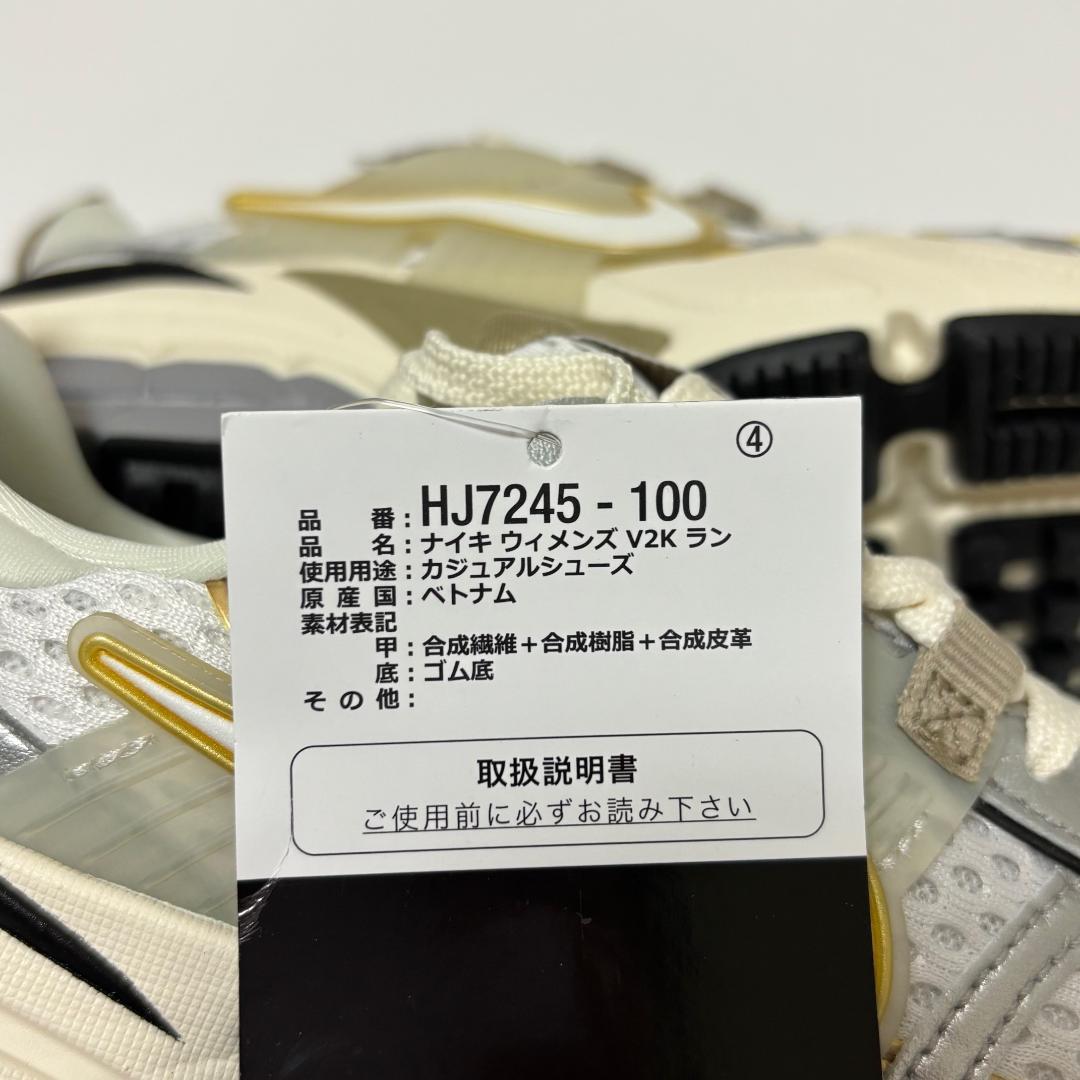 ④
品 番：HJ7245 - 100
品 名：ナイキ ウィメンズ V2K ラン
使用用途：カジュアルシューズ
原 産 国：ベトナム
素材表記
甲：合成繊維＋合成樹脂＋合成皮革
底：ゴム底
そ の 他：
取扱説明書
ご使用前に必ずお読み下さい